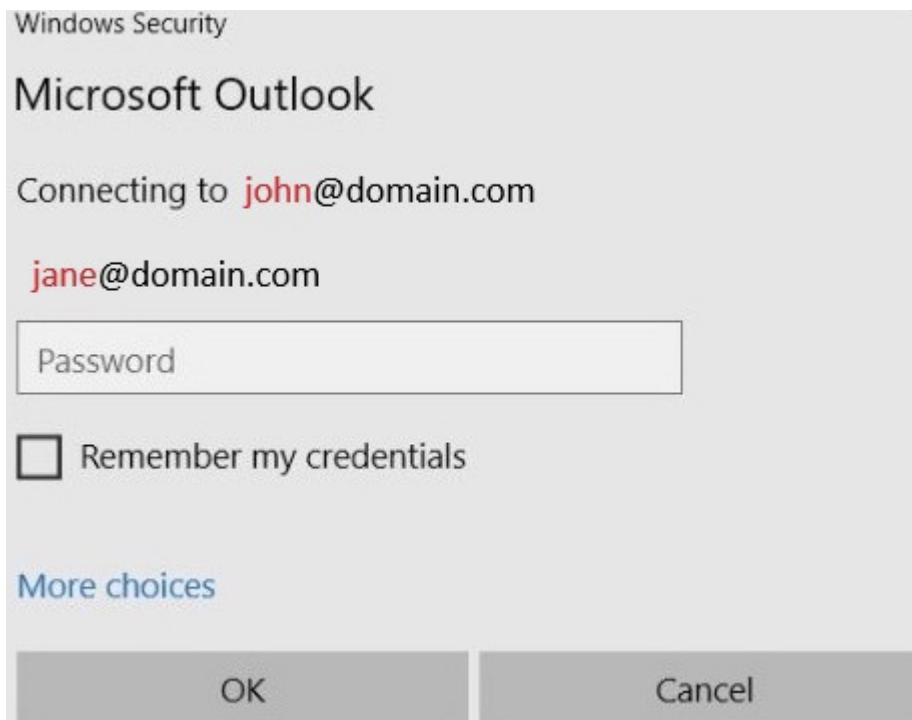 Windows Security
Microsoft Outlook
Connecting to john@domain.com
jane@domain.com
Password
Remember my credentials
More choices
OK Cancel